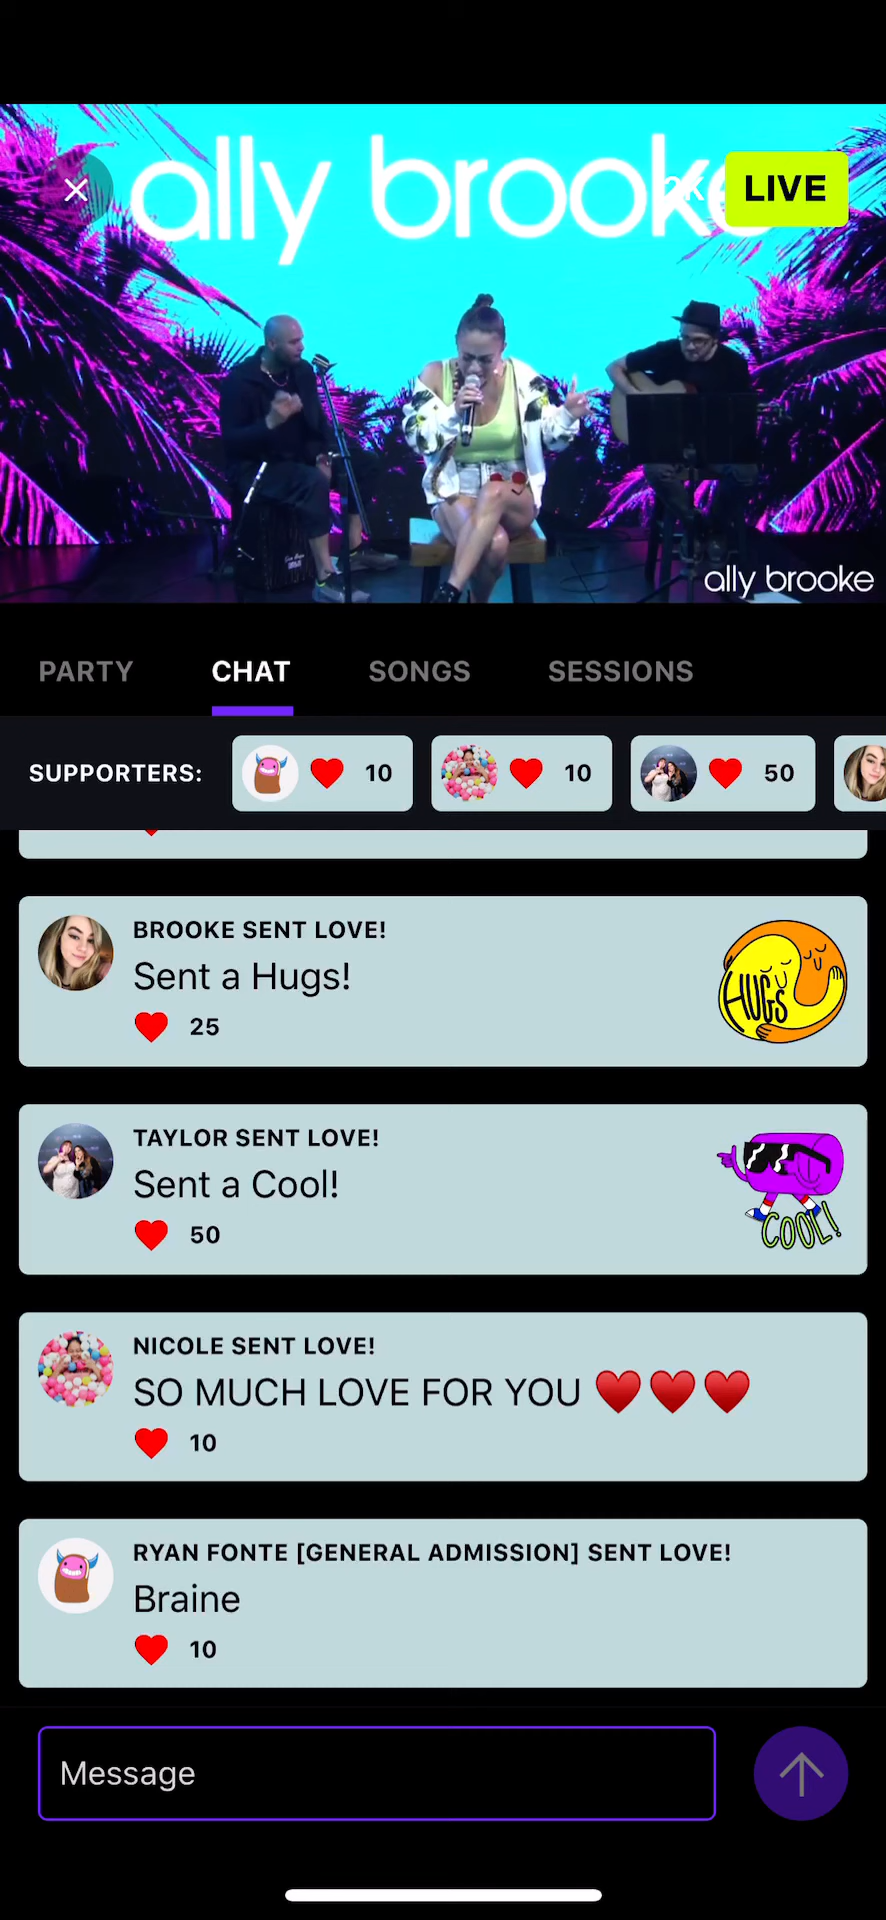 ally brooke
LIVE
ally brooke
PARTY
CHAT
SONGS
SESSIONS
SUPPORTERS:
10
10
50
BROOKE SENT LOVE!
Sent a Hugs!
25
HUGS
TAYLOR SENT LOVE!
Sent a Cool!
50
COOL!
NICOLE SENT LOVE!
SO MUCH LOVE FOR YOU ♥️♥️♥️
10
RYAN FONTE [GENERAL ADMISSION] SENT LOVE!
Braine
10
Message